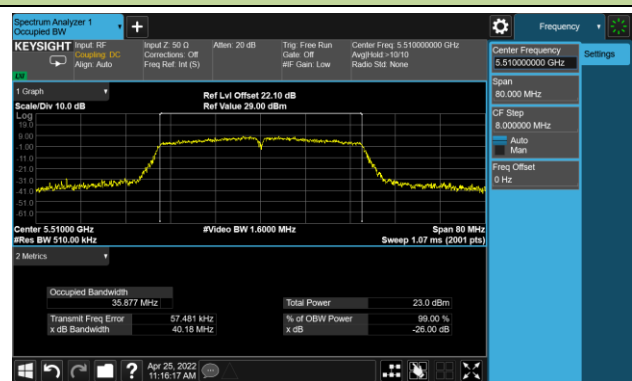 Spectrum Analyzer 1
Occupied BW
+
Frequency
KEYSIGHT
Input: RF
Coupling: DC
Align: Auto
Input Z: 50 Ω
Corrections: Off
Freq Ref: Int (S)
Atten: 20 dB
Trig: Free Run
Gate: Off
#IF Gain: Low
Center Freq: 5.510000000 GHz
Avg|Hold:>10/10
Radio Std: None
LV
1 Graph
Scale/Div 10.0 dB
Ref Lvl Offset 22.10 dB
Ref Value 29.00 dBm
Log
19.0
9.00
-1.00
-11.0
-21.0
-31.0
-41.0
-51.0
-61.0
Center 5.51000 GHz
#Res BW 510.00 kHz
#Video BW 1.6000 MHz
Span 80 MHz
Sweep 1.07 ms (2001 pts)
2 Metrics
Occupied Bandwidth
35.877 MHz
Transmit Freq Error 57.481 kHz
x dB Bandwidth 40.18 MHz
Total Power 23.0 dBm
% of OBW Power 99.00 %
x dB -26.00 dB
Center Frequency
5.510000000 GHz
Span
80.000 MHz
CF Step
8.000000 MHz
Auto
Man
Freq Offset
0 Hz
Settings
?
Apr 25, 2022
11:16:17 AM